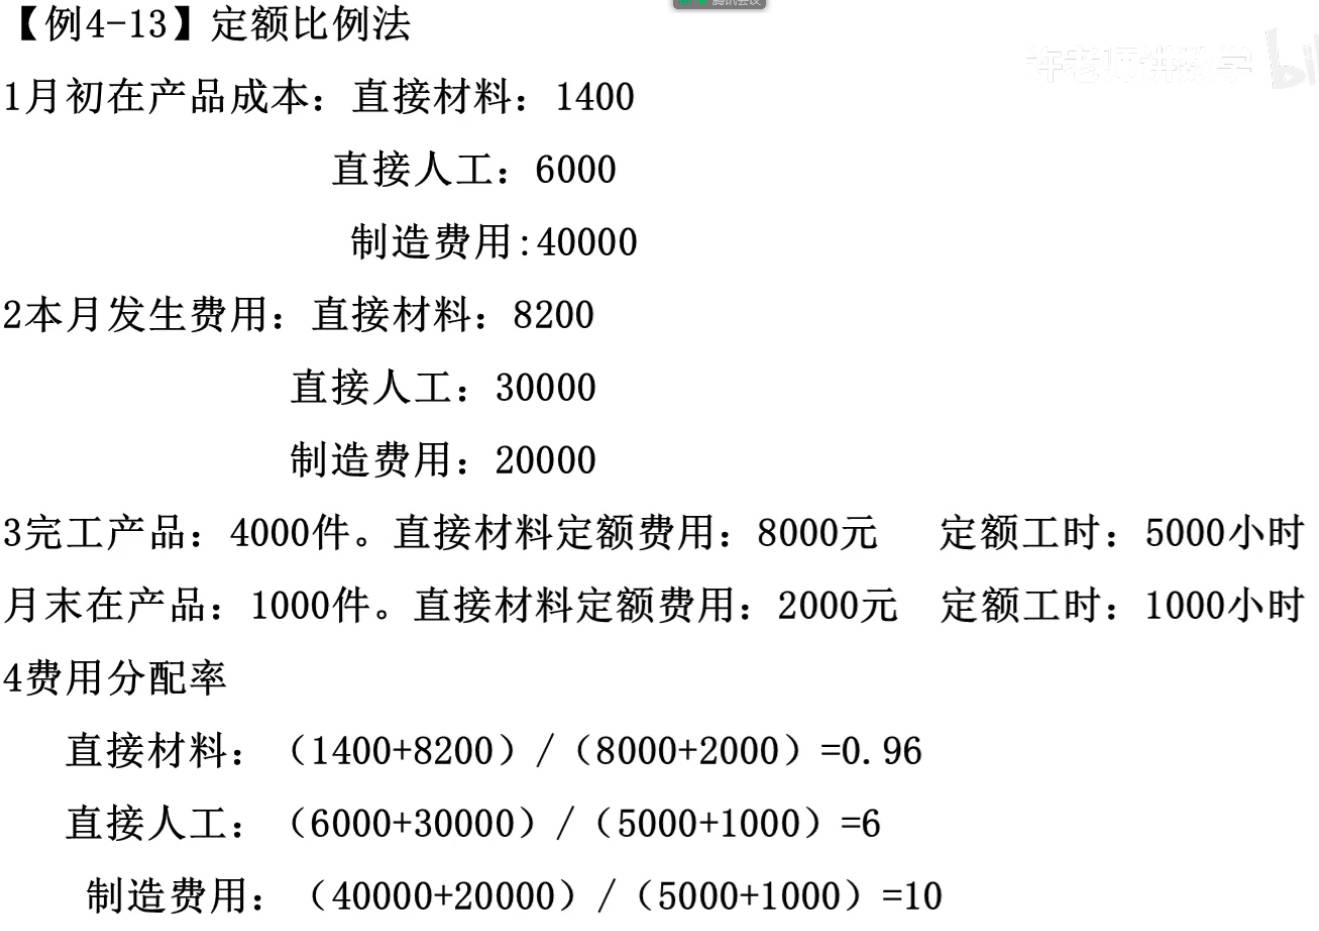 【例4-13】定额比例法
1月初在产品成本：直接材料：1400
直接人工：6000
制造费用:40000
2本月发生费用：直接材料：8200
直接人工：30000
制造费用：20000
3完工产品：4000件。直接材料定额费用：8000元 定额工时：5000小时
月末在产品：1000件。直接材料定额费用：2000元 定额工时：1000小时
4费用分配率
直接材料：（1400+8200）/（8000+2000）=0.96
直接人工：（6000+30000）/（5000+1000）=6
制造费用：（40000+20000）/（5000+1000）=10